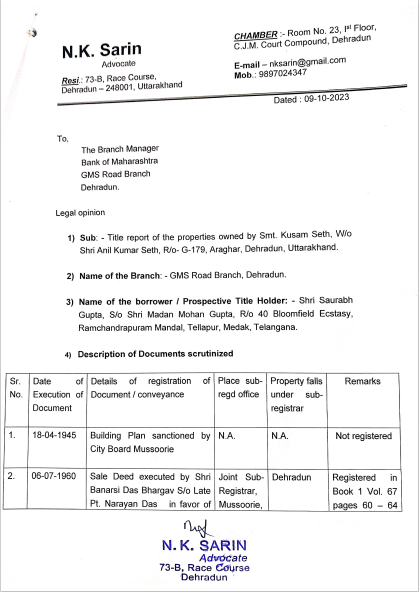 N.K. Sarin
Advocate
Resi.: 73-B, Race Course,
Dehradun – 248001, Uttarakhand
CHAMBER :- Room No. 23, Ist Floor,
C.J.M. Court Compound, Dehradun
E-mail – nksarin@gmail.com
Mob.: 9897024347
Dated : 09-10-2023
To,
The Branch Manager
Bank of Maharashtra
GMS Road Branch
Dehradun.
Legal opinion
1) Sub: - Title report of the properties owned by Smt. Kusam Seth, W/o
Shri Anil Kumar Seth, R/o- G-179, Araghar, Dehradun, Uttarakhand.
2) Name of the Branch: - GMS Road Branch, Dehradun.
3) Name of the borrower / Prospective Title Holder: - Shri Saurabh
Gupta, S/o Shri Madan Mohan Gupta, R/o 40 Bloomfield Ecstasy,
Ramchandrapuram Mandal, Tellapur, Medak, Telangana.
4) Description of Documents scrutinized
Sr. No. Date of Execution of Document Details of registration of Document / conveyance Place sub-regd office Property falls under sub-registrar Remarks
1. 18-04-1945 Building Plan sanctioned by City Board Mussoorie N.A. N.A. Not registered
2. 06-07-1960 Sale Deed executed by Shri Banarsi Das Bhargav S/o Late Pt. Narayan Das in favor of Joint Sub-Registrar, Mussoorie, Dehradun Registered in Book 1 Vol. 67 pages 60 – 64
N. K. SARIN
Advocate
73-B, Race Course
Dehradun